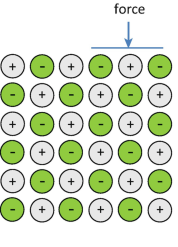 force
+ - + - + -
- + - + - +
+ - + - + -
- + - + - +
+ - + - + -
- + - + - +